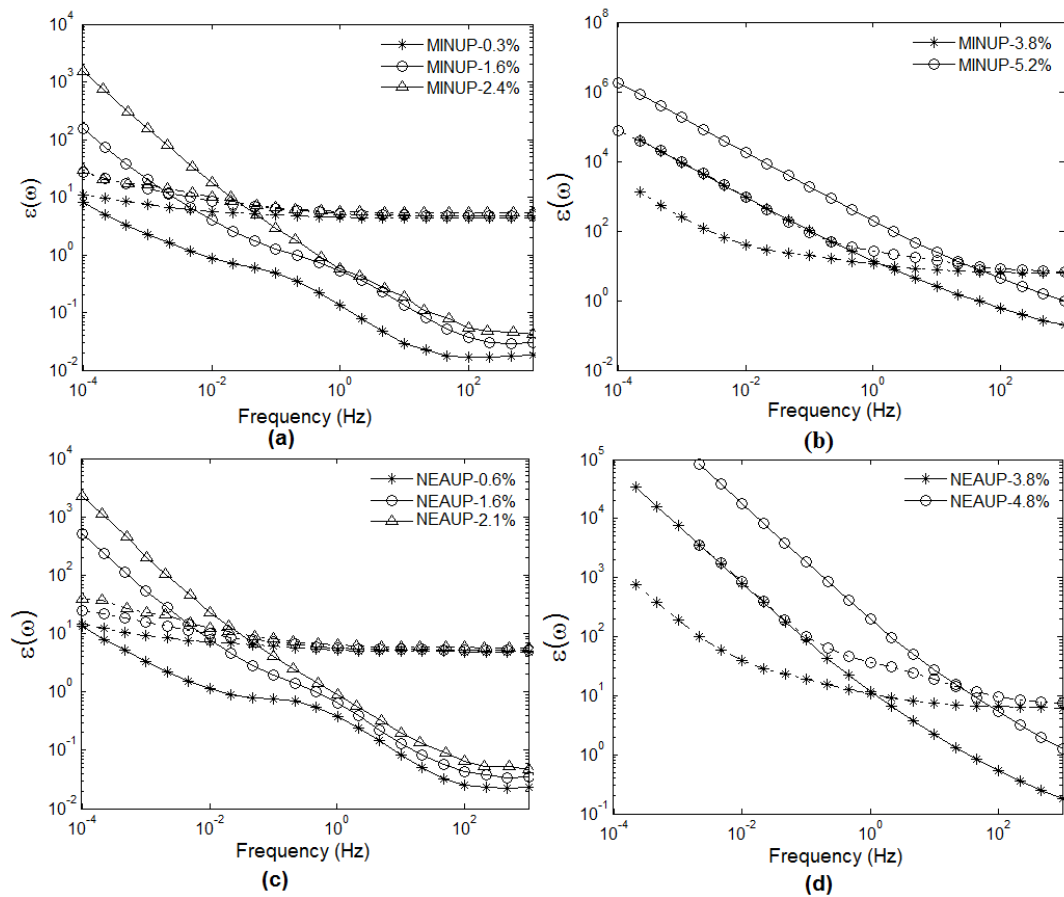 10^4
10^3
10^2
10^1
10^0
10^-1
10^-2
ε(ω)
MINUP-0.3%
MINUP-1.6%
MINUP-2.4%
10^-4
10^-2
10^0
10^2
Frequency (Hz)
(a)
10^8
10^6
10^4
10^2
10^0
10^-2
ε(ω)
MINUP-3.8%
MINUP-5.2%
10^-4
10^-2
10^0
10^2
Frequency (Hz)
(b)
10^4
10^3
10^2
10^1
10^0
10^-1
10^-2
ε(ω)
NEAUP-0.6%
NEAUP-1.6%
NEAUP-2.1%
10^-4
10^-2
10^0
10^2
Frequency (Hz)
(c)
10^5
10^4
10^3
10^2
10^1
10^0
10^-1
ε(ω)
NEAUP-3.8%
NEAUP-4.8%
10^-4
10^-2
10^0
10^2
Frequency (Hz)
(d)